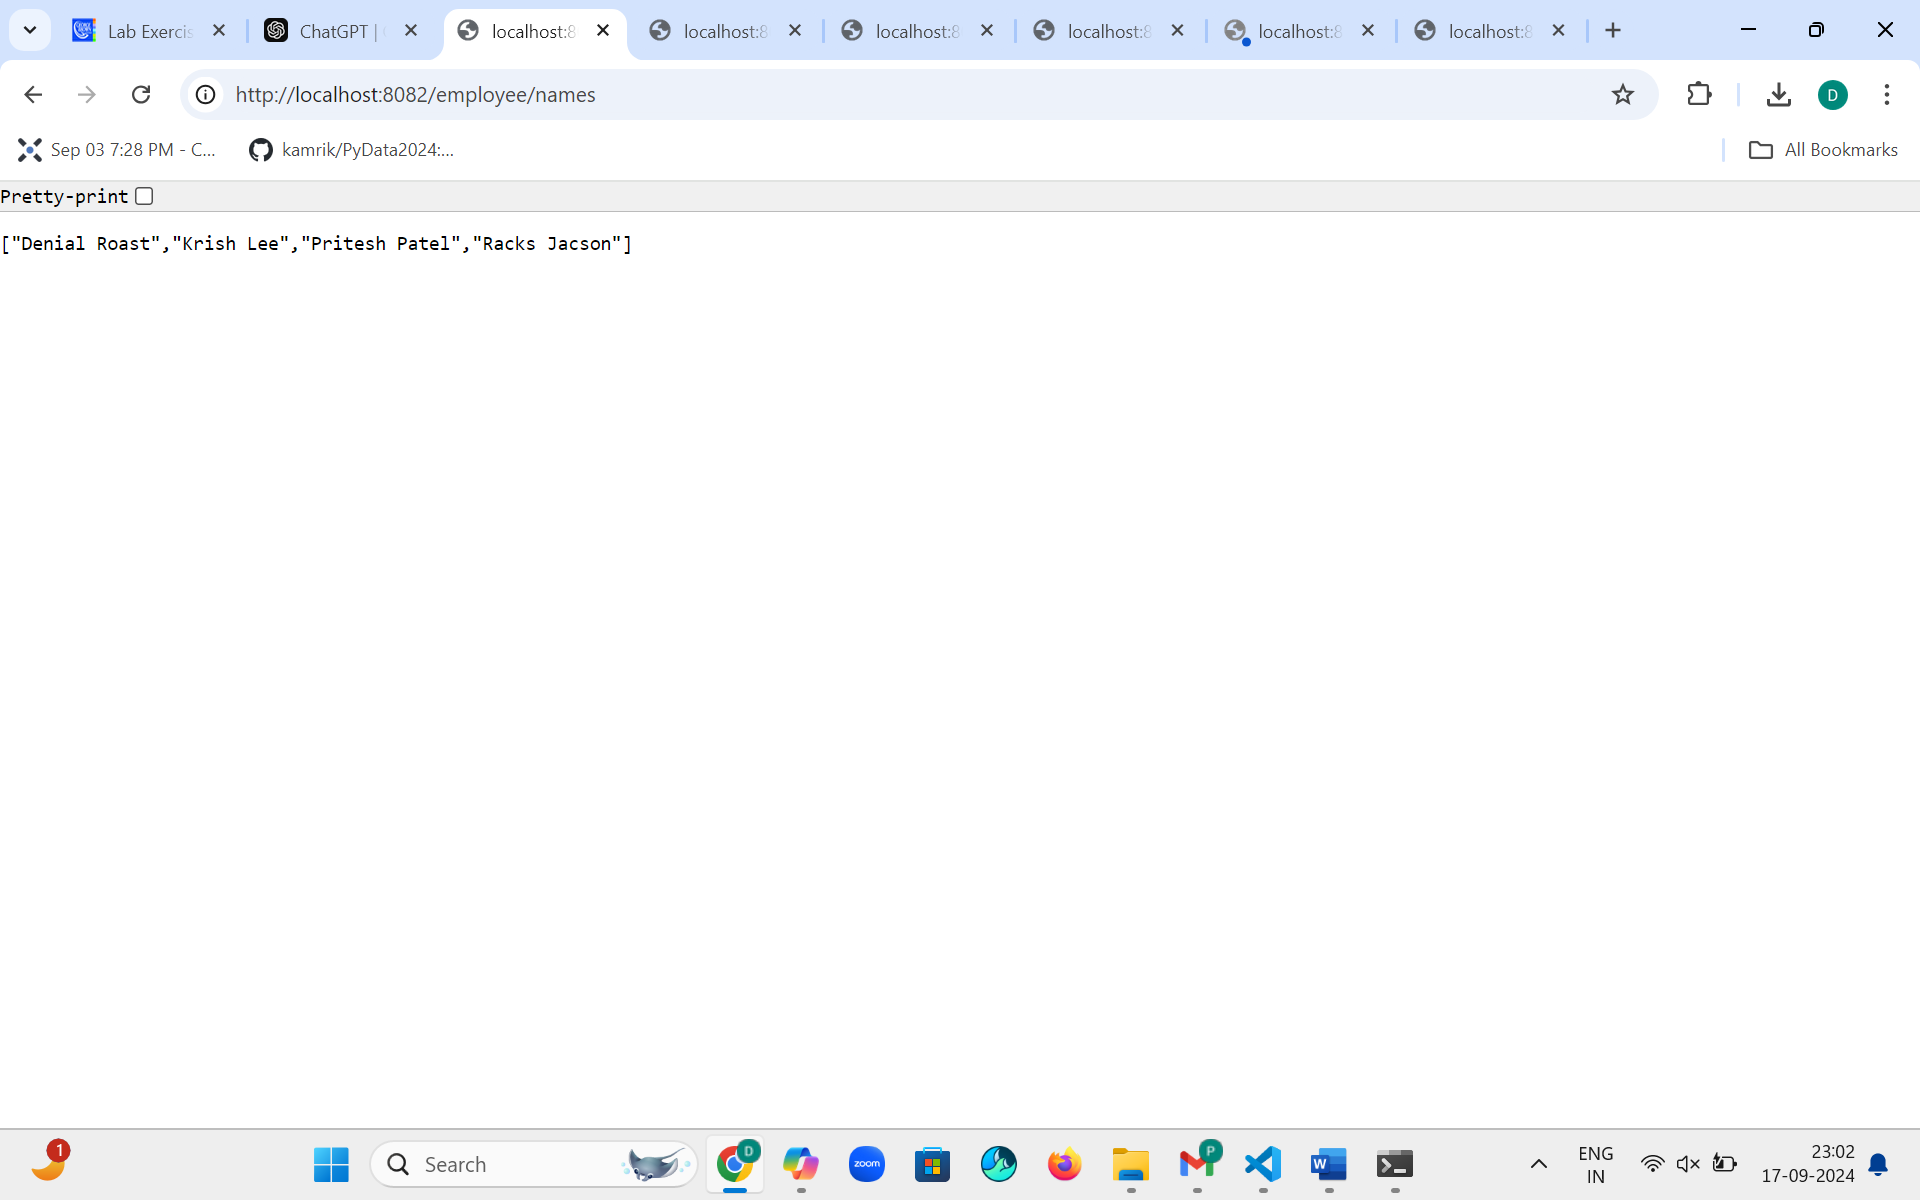 Lab Exercis
ChatGPT |
localhost:8
localhost:8
localhost:8
localhost:8
localhost:8
localhost:8
http://localhost:8082/employee/names
D
Sep 03 7:28 PM - C...
kamrik/PyData2024:...
All Bookmarks
Pretty-print
["Denial Roast","Krish Lee","Pritesh Patel","Racks Jacson"]
1
Search
D
zoom
P
W
ENG
IN
23:02
17-09-2024